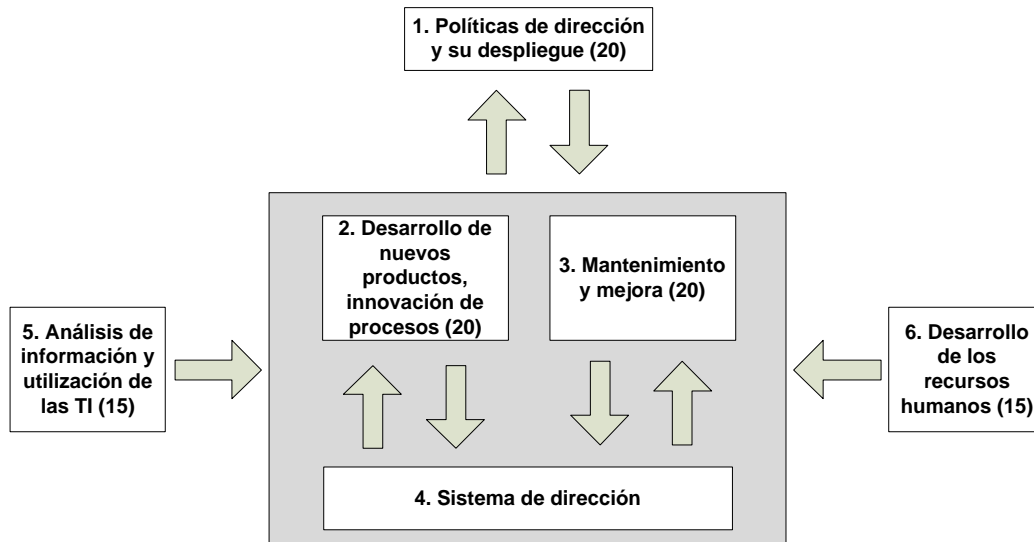 1. Políticas de dirección
y su despliegue (20)
2. Desarrollo de
nuevos
productos,
innovación de
procesos (20)
3. Mantenimiento
y mejora (20)
5. Análisis de
información y
utilización de
las TI (15)
6. Desarrollo
de los
recursos
humanos (15)
4. Sistema de dirección